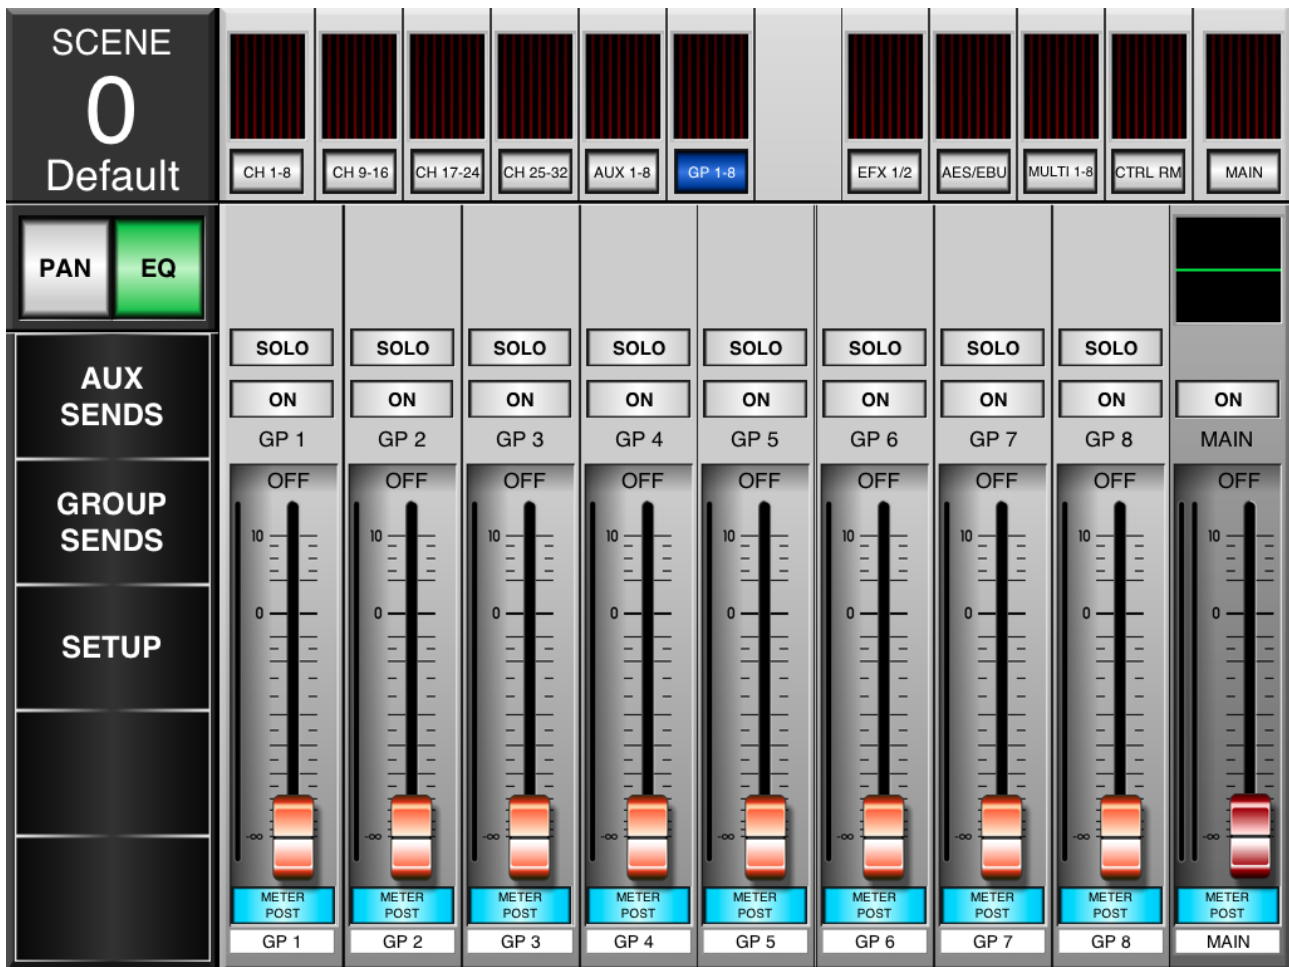 SCENE
0
Default
CH 1-8 CH 9-16 CH 17-24 CH 25-32 AUX 1-8 GP 1-8 EFX 1/2 AES/EBU MULTI 1-8 CTRL RM MAIN
PAN EQ
AUX
SENDS
GROUP
SENDS
SETUP
SOLO SOLO SOLO SOLO SOLO SOLO SOLO SOLO
ON ON ON ON ON ON ON ON ON
GP 1 GP 2 GP 3 GP 4 GP 5 GP 6 GP 7 GP 8 MAIN
OFF OFF OFF OFF OFF OFF OFF OFF OFF
10 10 10 10 10 10 10 10 10
0 0 0 0 0 0 0 0 0
-∞ -∞ -∞ -∞ -∞ -∞ -∞ -∞ -∞
METER METER METER METER METER METER METER METER METER
POST POST POST POST POST POST POST POST POST
GP 1 GP 2 GP 3 GP 4 GP 5 GP 6 GP 7 GP 8 MAIN